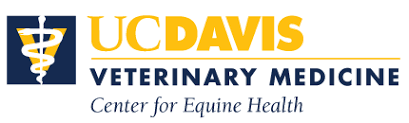 UCDAVIS
VETERINARY MEDICINE
Center for Equine Health